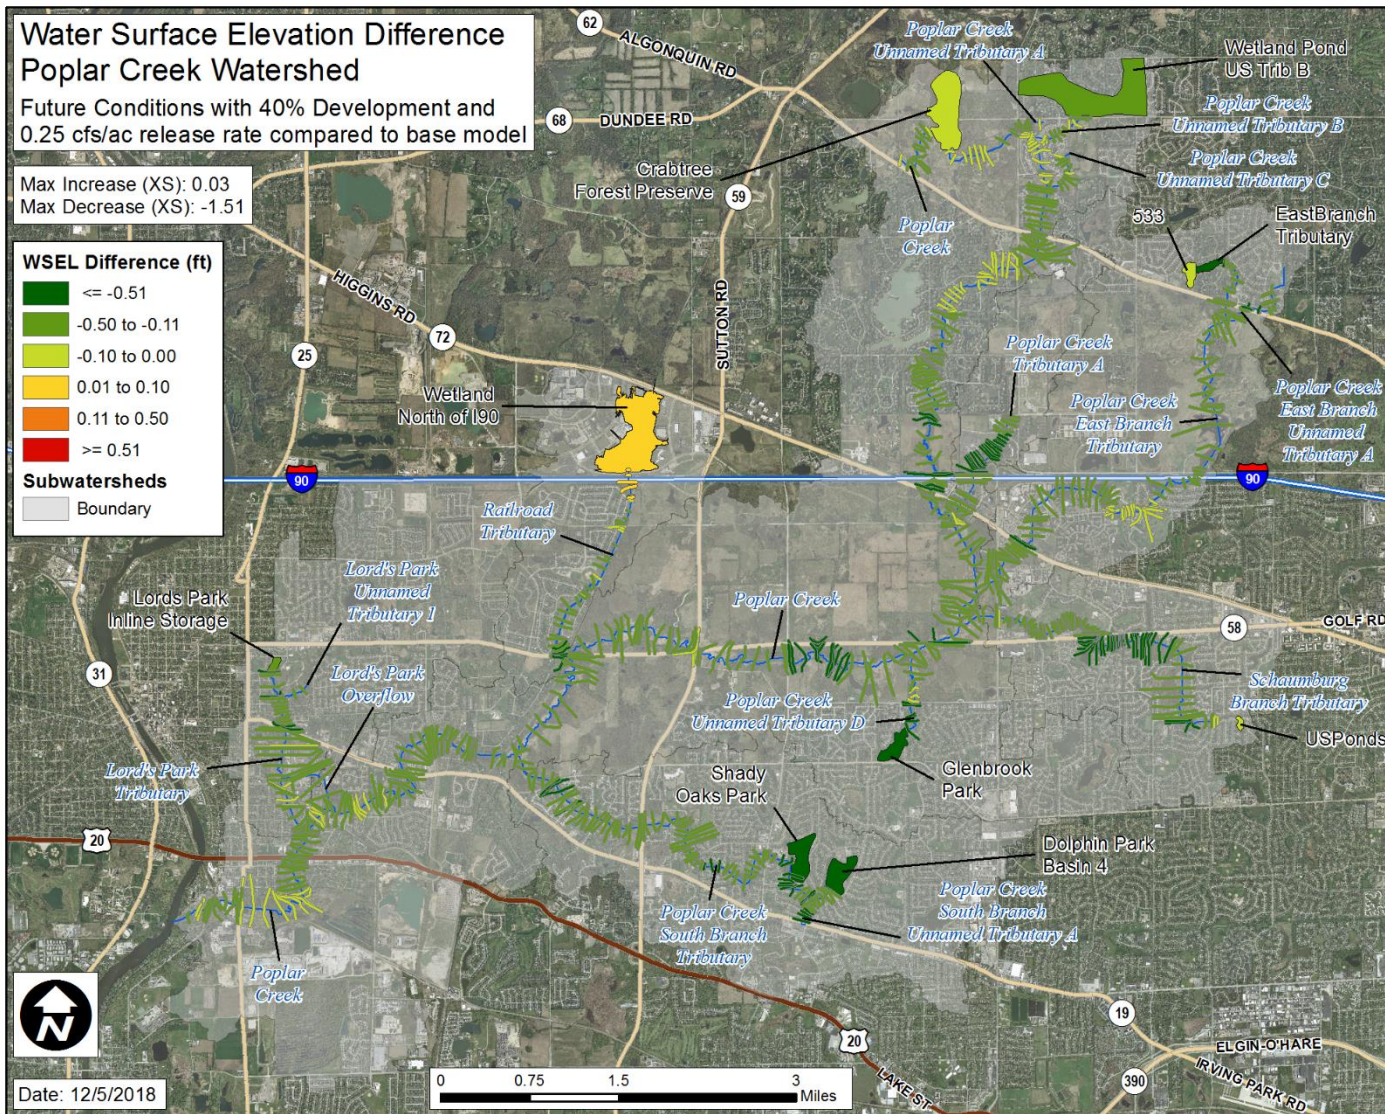 Water Surface Elevation Difference
Poplar Creek Watershed
Future Conditions with 40% Development and
0.25 cfs/ac release rate compared to base model
Max Increase (XS): 0.03
Max Decrease (XS): -1.51
WSEL Difference (ft)
<= -0.51
-0.50 to -0.11
-0.10 to 0.00
0.01 to 0.10
0.11 to 0.50
>= 0.51
Subwatersheds
Boundary
62
ALGONQUIN RD
68
DUNDEE RD
Poplar Creek
Unnamed Tributary A
Wetland Pond
US Trib B
Poplar Creek
Unnamed Tributary B
Poplar Creek
Unnamed Tributary C
Crabtree
Forest Preserve
59
Poplar
Creek
533
EastBranch
Tributary
HIGGINS RD
72
25
SUTTON RD
Wetland
North of I90
Poplar Creek
Tributary A
Poplar Creek
East Branch
Tributary
Poplar Creek
East Branch
Unnamed
Tributary A
90
90
Railroad
Tributary
Lord's Park
Unnamed
Tributary 1
Lords Park
Inline Storage
Poplar Creek
58
GOLF RD
31
Lord's Park
Overflow
Poplar Creek
Unnamed Tributary D
Schaumburg
Branch Tributary
USPonds
Lord's Park
Tributary
Shady
Oaks Park
Glenbrook
Park
20
Dolphin Park
Basin 4
Poplar Creek
South Branch
Tributary
Poplar Creek
South Branch
Unnamed Tributary A
Poplar
Creek
N
19
20
LAKE ST
ELGIN-O'HARE
390
IRVING PARK RD
Date: 12/5/2018
0 0.75 1.5 3
Miles